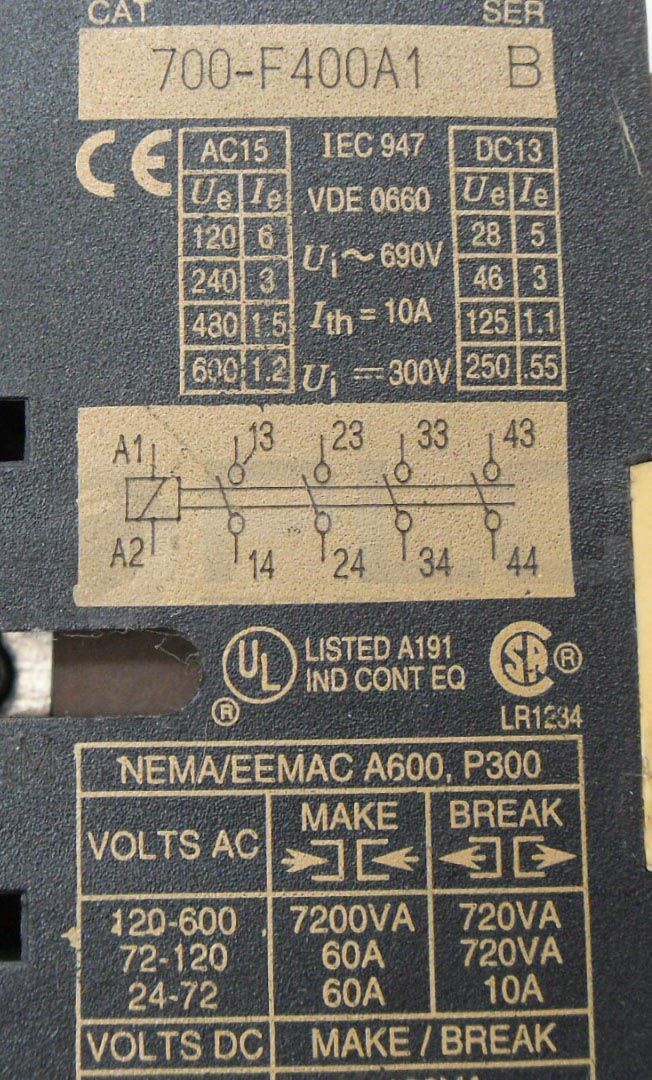 CAT SER
700-F400A1 B
CE
AC15
Ue Ie
120 6
240 3
480 1.5
600 1.2
IEC 947
VDE 0660
Ui ~ 690V
Ith = 10A
Ui ⎓ 300V
DC13
Ue Ie
28 5
46 3
125 1.1
250 .55
A1 13 23 33 43
A2 14 24 34 44
UL ®
LISTED A191
IND CONT EQ
SA ®
LR1234
NEMA/EEMAC A600, P300
VOLTS AC MAKE BREAK
120-600 7200VA 720VA
72-120 60A 720VA
24-72 60A 10A
VOLTS DC MAKE / BREAK